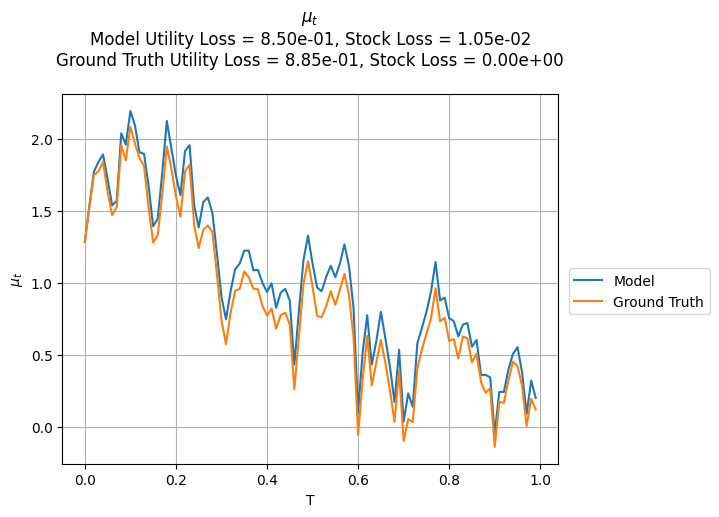 μt
Model Utility Loss = 8.50e-01, Stock Loss = 1.05e-02
Ground Truth Utility Loss = 8.85e-01, Stock Loss = 0.00e+00
2.0
1.5
1.0
0.5
0.0
μt
0.0 0.2 0.4 0.6 0.8 1.0
T
Model
Ground Truth